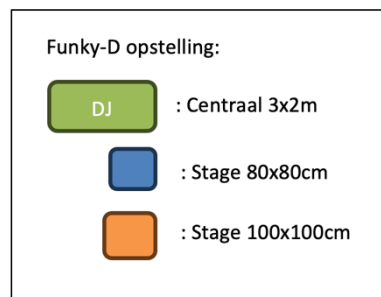 Funky-D opstelling:
DJ : Centraal 3x2m
: Stage 80x80cm
: Stage 100x100cm